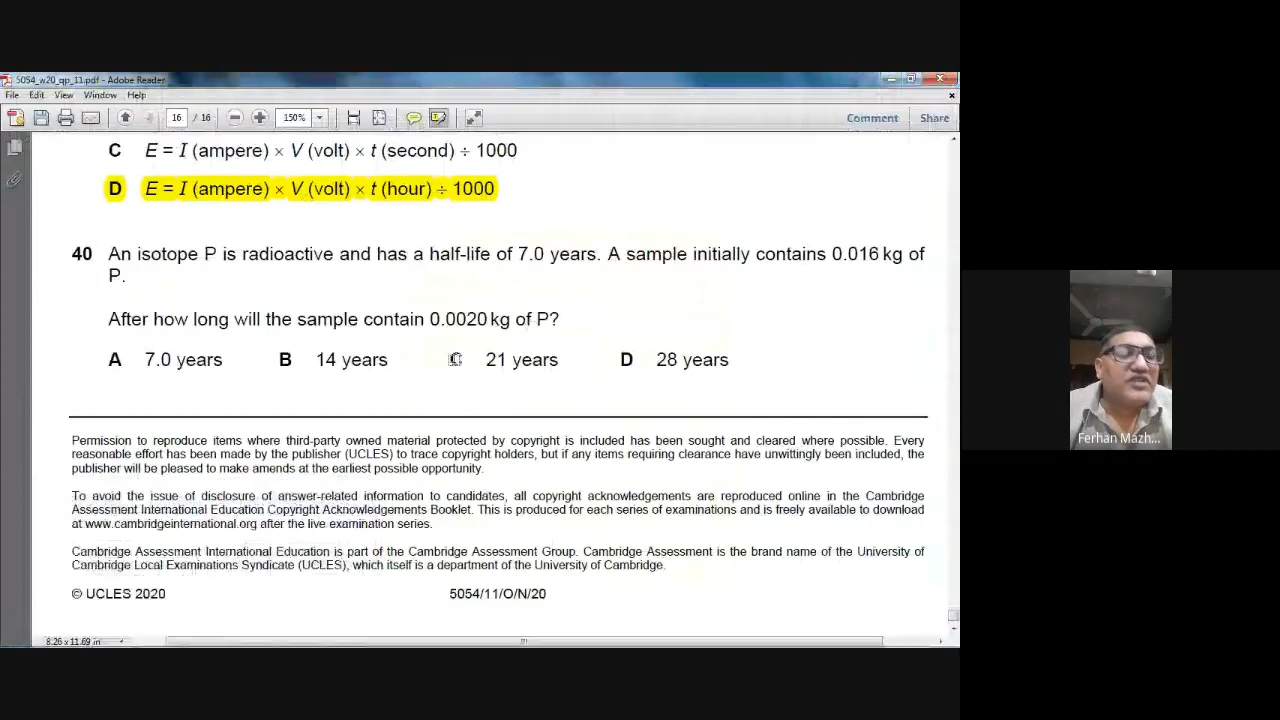 5054_w20_qp_11.pdf - Adobe Reader
File Edit View Window Help
16 / 16 150% Comment Share
C E = I (ampere) × V (volt) × t (second) ÷ 1000
D E = I (ampere) × V (volt) × t (hour) ÷ 1000
40 An isotope P is radioactive and has a half-life of 7.0 years. A sample initially contains 0.016 kg of
P.
After how long will the sample contain 0.0020 kg of P?
A 7.0 years B 14 years C 21 years D 28 years
Permission to reproduce items where third-party owned material protected by copyright is included has been sought and cleared where possible. Every
reasonable effort has been made by the publisher (UCLES) to trace copyright holders, but if any items requiring clearance have unwittingly been included, the
publisher will be pleased to make amends at the earliest possible opportunity.
To avoid the issue of disclosure of answer-related information to candidates, all copyright acknowledgements are reproduced online in the Cambridge
Assessment International Education Copyright Acknowledgements Booklet. This is produced for each series of examinations and is freely available to download
at www.cambridgeinternational.org after the live examination series.
Cambridge Assessment International Education is part of the Cambridge Assessment Group. Cambridge Assessment is the brand name of the University of
Cambridge Local Examinations Syndicate (UCLES), which itself is a department of the University of Cambridge.
© UCLES 2020 5054/11/O/N/20
8.26 x 11.69 in
Ferhan Mazh...